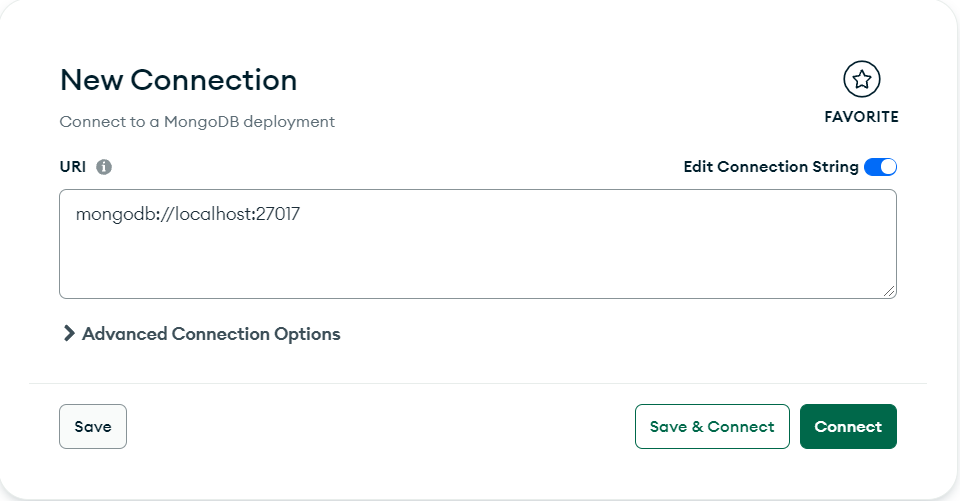 New Connection
FAVORITE
Connect to a MongoDB deployment
URI
Edit Connection String
mongodb://localhost:27017
Advanced Connection Options
Save
Save & Connect
Connect